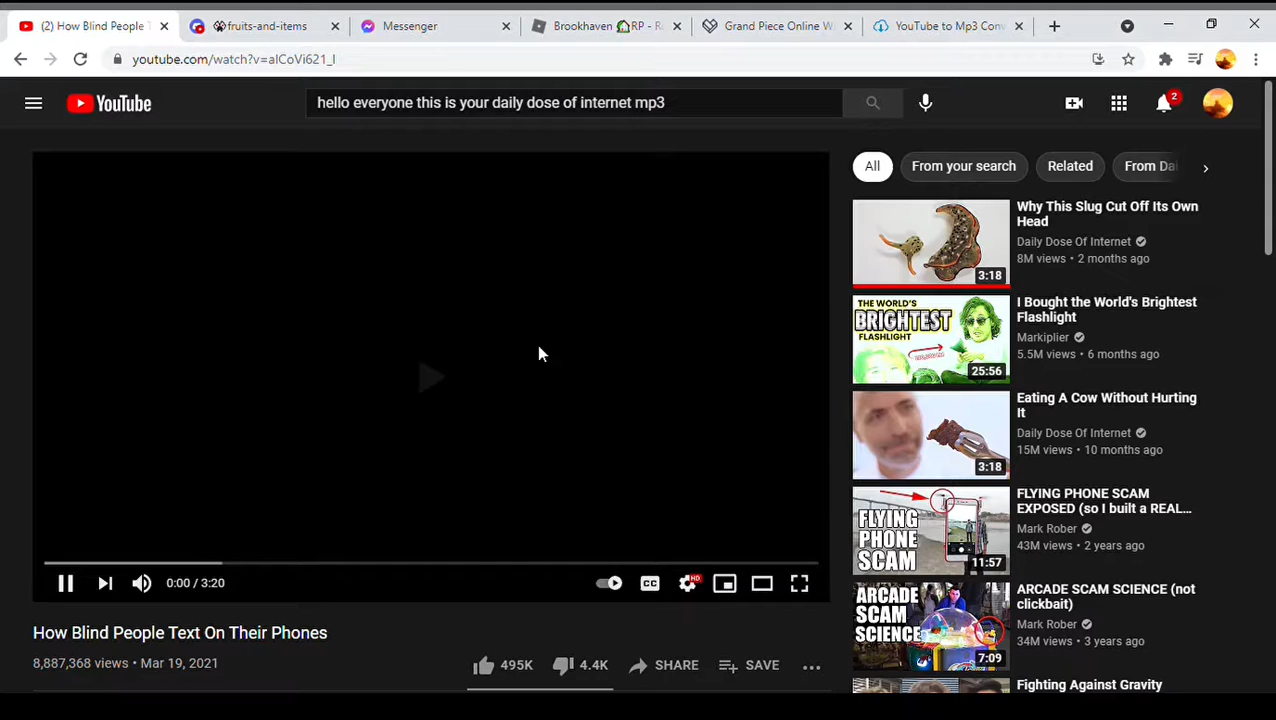 (2) How Blind People T
fruits-and-items
Messenger
Brookhaven 🏠RP - R
Grand Piece Online W
YouTube to Mp3 Conv
youtube.com/watch?v=aICoVi621_I
YouTube
hello everyone this is your daily dose of internet mp3
2
All
From your search
Related
From Dai
Why This Slug Cut Off Its Own
Head
Daily Dose Of Internet
8M views • 2 months ago
3:18
THE WORLD'S
BRIGHTEST
FLASHLIGHT
25:56
I Bought the World's Brightest
Flashlight
Markiplier
5.5M views • 6 months ago
Eating A Cow Without Hurting
It
Daily Dose Of Internet
15M views • 10 months ago
3:18
FLYING
PHONE
SCAM
11:57
FLYING PHONE SCAM
EXPOSED (so I built a REAL...
Mark Rober
43M views • 2 years ago
ARCADE
SCAM
SCIENCE
7:09
ARCADE SCAM SCIENCE (not
clickbait)
Mark Rober
34M views • 3 years ago
Fighting Against Gravity
0:00 / 3:20
CC
HD
How Blind People Text On Their Phones
8,887,368 views • Mar 19, 2021
495K
4.4K
SHARE
SAVE